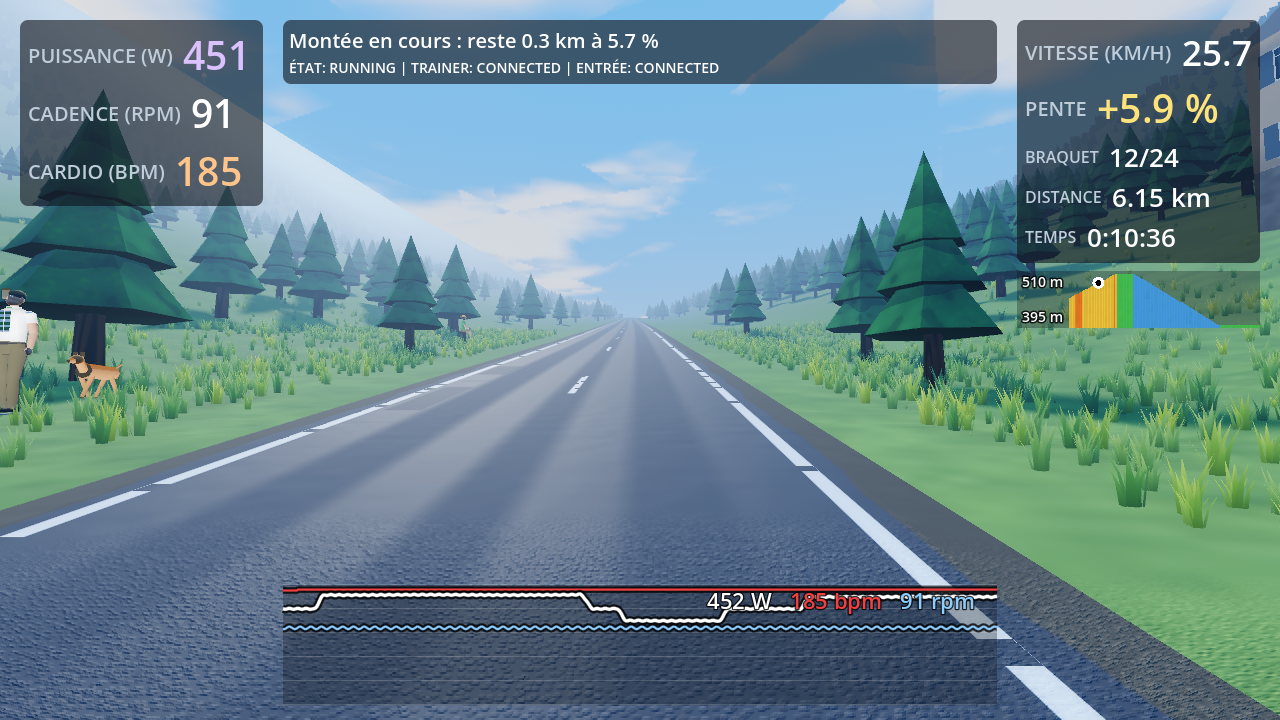 PUISSANCE (W) 451
CADENCE (RPM) 91
CARDIO (BPM) 185
Montée en cours : reste 0.3 km à 5.7 %
ÉTAT: RUNNING | TRAINER: CONNECTED | ENTRÉE: CONNECTED
VITESSE (KM/H) 25.7
PENTE +5.9 %
BRAQUET 12/24
DISTANCE 6.15 km
TEMPS 0:10:36
510 m
395 m
452 W 185 bpm 91 rpm